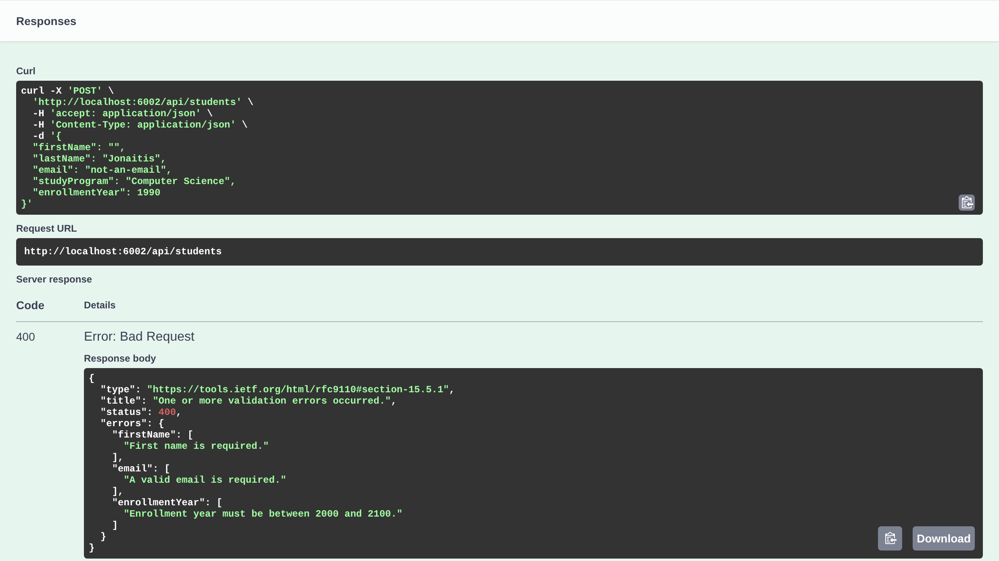 Responses
Curl
curl -X 'POST' \
  'http://localhost:6002/api/students' \
  -H 'accept: application/json' \
  -H 'Content-Type: application/json' \
  -d '{
  "firstName": "",
  "lastName": "Jonaitis",
  "email": "not-an-email",
  "studyProgram": "Computer Science",
  "enrollmentYear": 1990
}'
Request URL
http://localhost:6002/api/students
Server response
Code Details
400 Error: Bad Request
Response body
{
  "type": "https://tools.ietf.org/html/rfc9110#section-15.5.1",
  "title": "One or more validation errors occurred.",
  "status": 400,
  "errors": {
    "firstName": [
      "First name is required."
    ],
    "email": [
      "A valid email is required."
    ],
    "enrollmentYear": [
      "Enrollment year must be between 2000 and 2100."
    ]
  }
}
Download